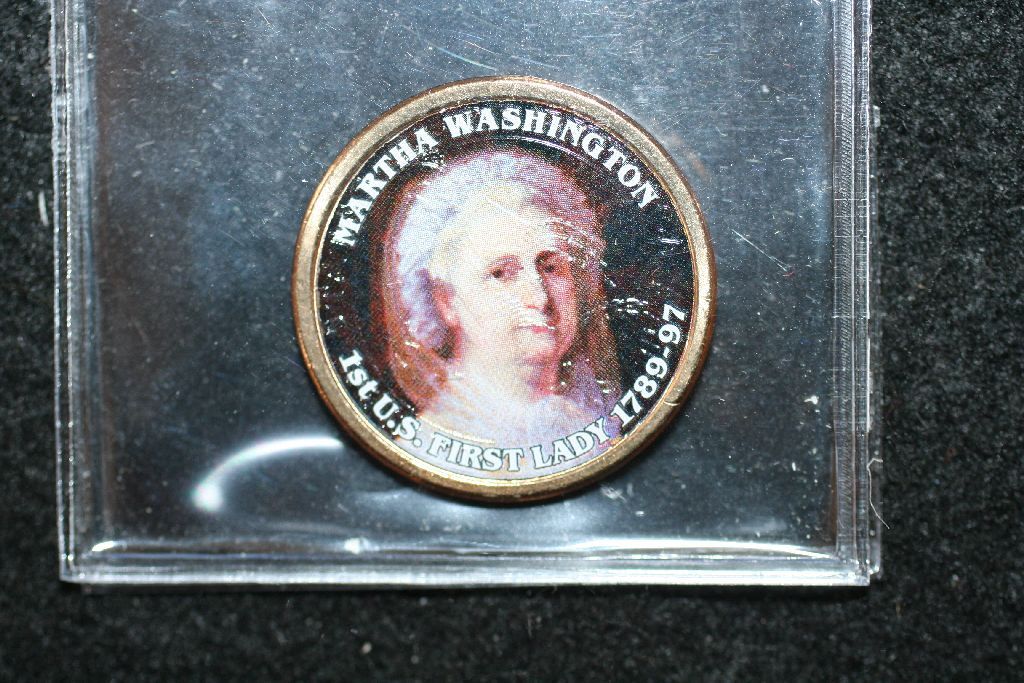 MARTHA WASHINGTON
1st U.S. FIRST LADY 1789-97